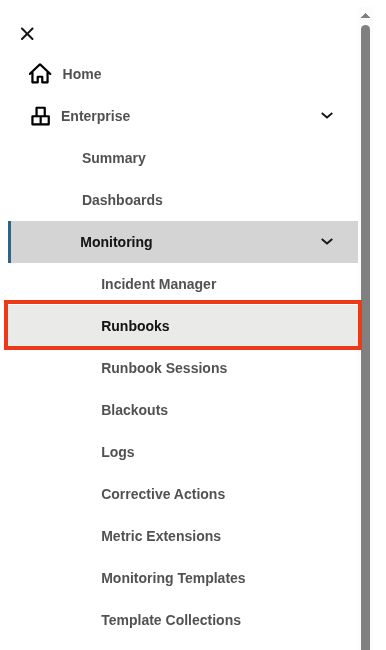 Home
Enterprise
Summary
Dashboards
Monitoring
Incident Manager
Runbooks
Runbook Sessions
Blackouts
Logs
Corrective Actions
Metric Extensions
Monitoring Templates
Template Collections